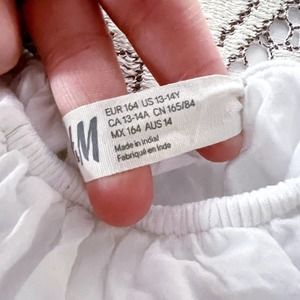 M
EUR 164 US 13-14Y
CA 13-14A CN 165/84
MX 164 AUS 14
Made in India/
Fabriqué en Inde